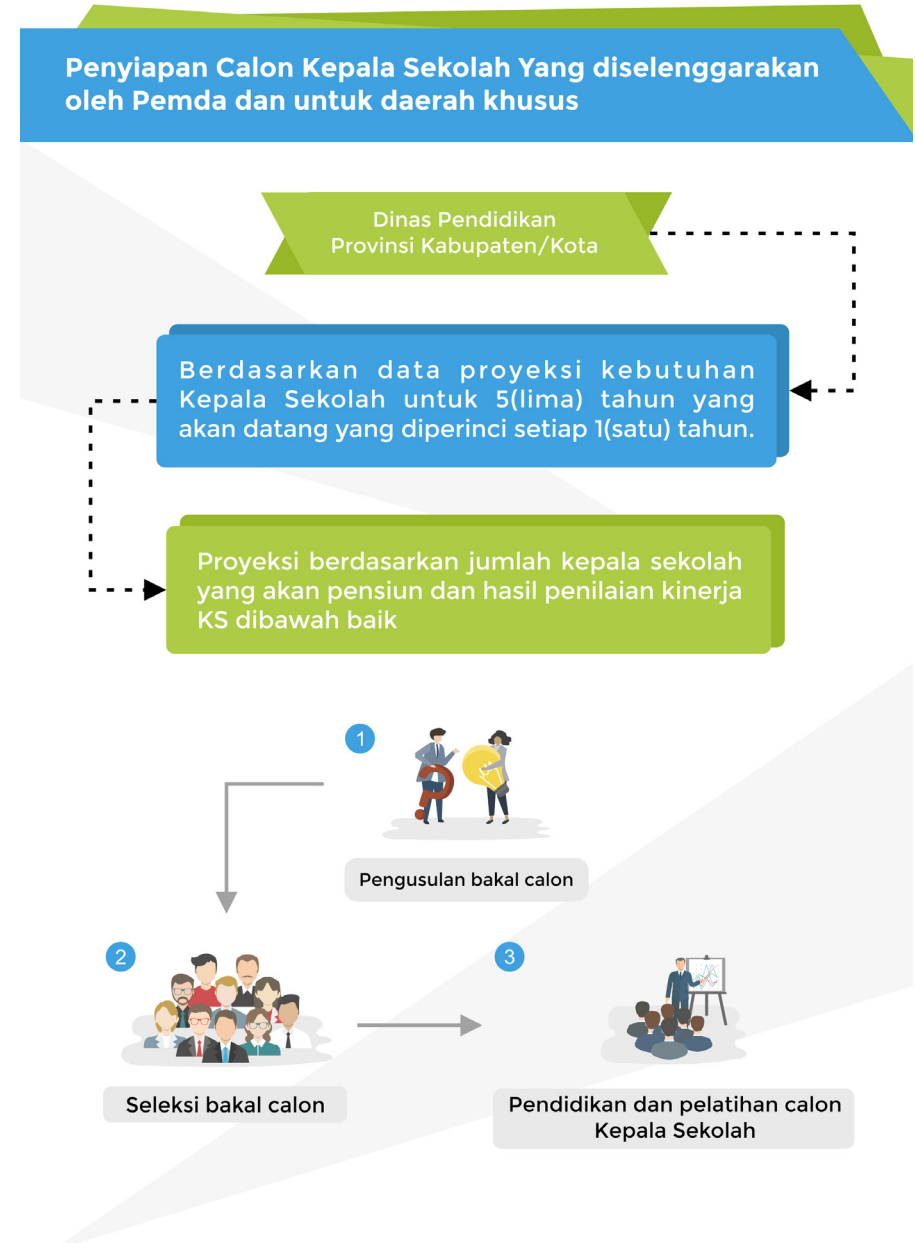 Penyiapan Calon Kepala Sekolah Yang diselenggarakan
oleh Pemda dan untuk daerah khusus
Dinas Pendidikan
Provinsi Kabupaten/Kota
Berdasarkan data proyeksi kebutuhan
Kepala Sekolah untuk 5(lima) tahun yang
akan datang yang diperinci setiap 1(satu) tahun.
Proyeksi berdasarkan jumlah kepala sekolah
yang akan pensiun dan hasil penilaian kinerja
KS dibawah baik
1
Pengusulan bakal calon
2
Seleksi bakal calon
3
Pendidikan dan pelatihan calon
Kepala Sekolah